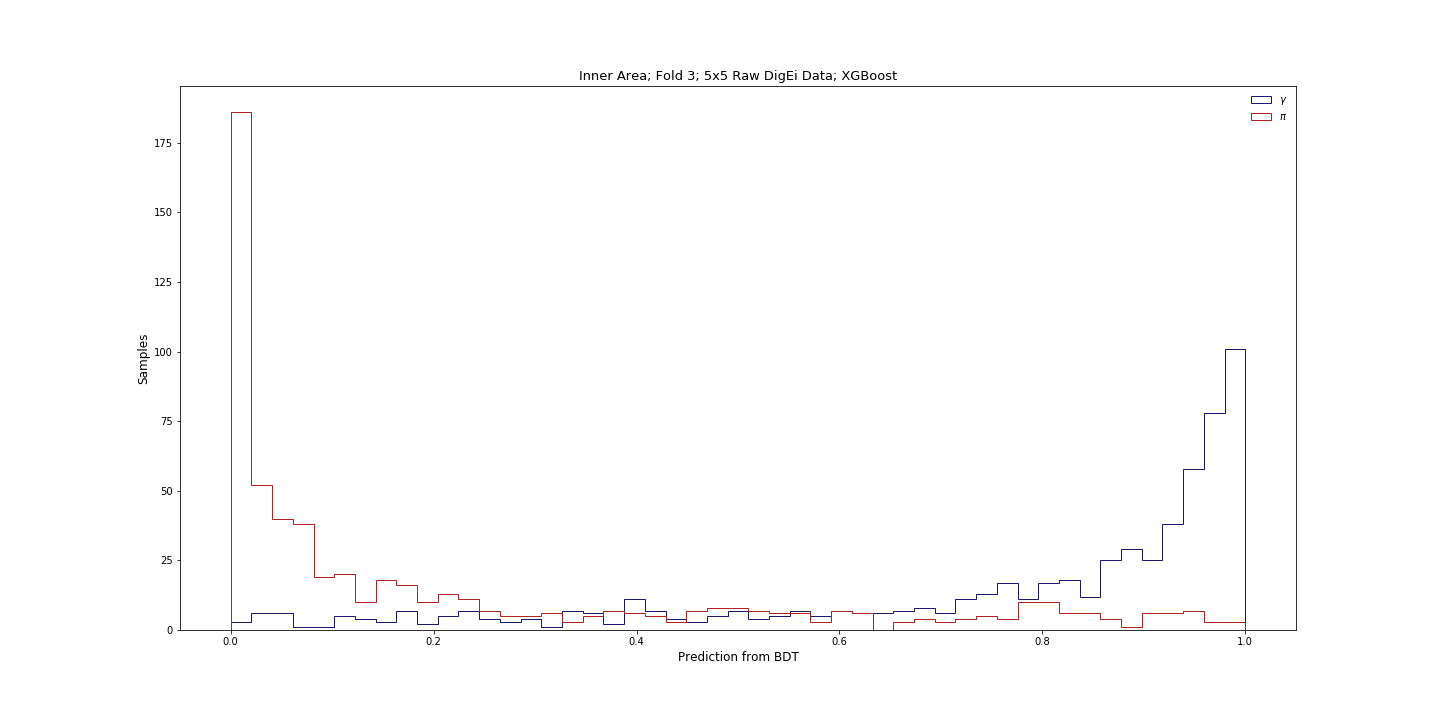 Inner Area; Fold 3; 5x5 Raw DigEi Data; XGBoost
γ
π
175
150
125
100
75
50
25
0
Samples
0.0 0.2 0.4 0.6 0.8 1.0
Prediction from BDT